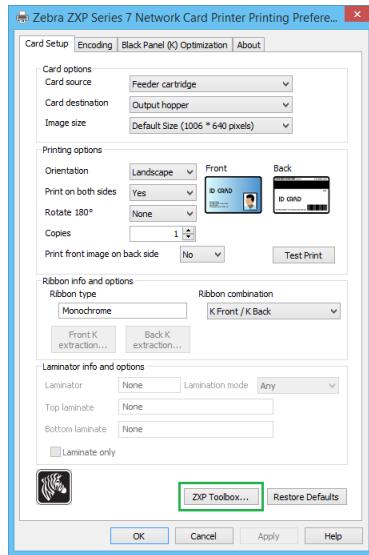 Zebra ZXP Series 7 Network Card Printer Printing Prefere...
Card Setup Encoding Black Panel (K) Optimization About
Card options
Card source Feeder cartridge
Card destination Output hopper
Image size Default Size (1006 * 640 pixels)
Printing options
Orientation Landscape Front Back
Print on both sides Yes
ID CARD
ID CARD
Rotate 180° None
Copies 1
Print front image on back side No Test Print
Ribbon info and options
Ribbon type Ribbon combination
Monochrome K Front / K Back
Front K extraction... Back K extraction...
Laminator info and options
Laminator None Lamination mode Any
Top laminate None
Bottom laminate None
Laminate only
ZXP Toolbox... Restore Defaults
OK Cancel Apply Help